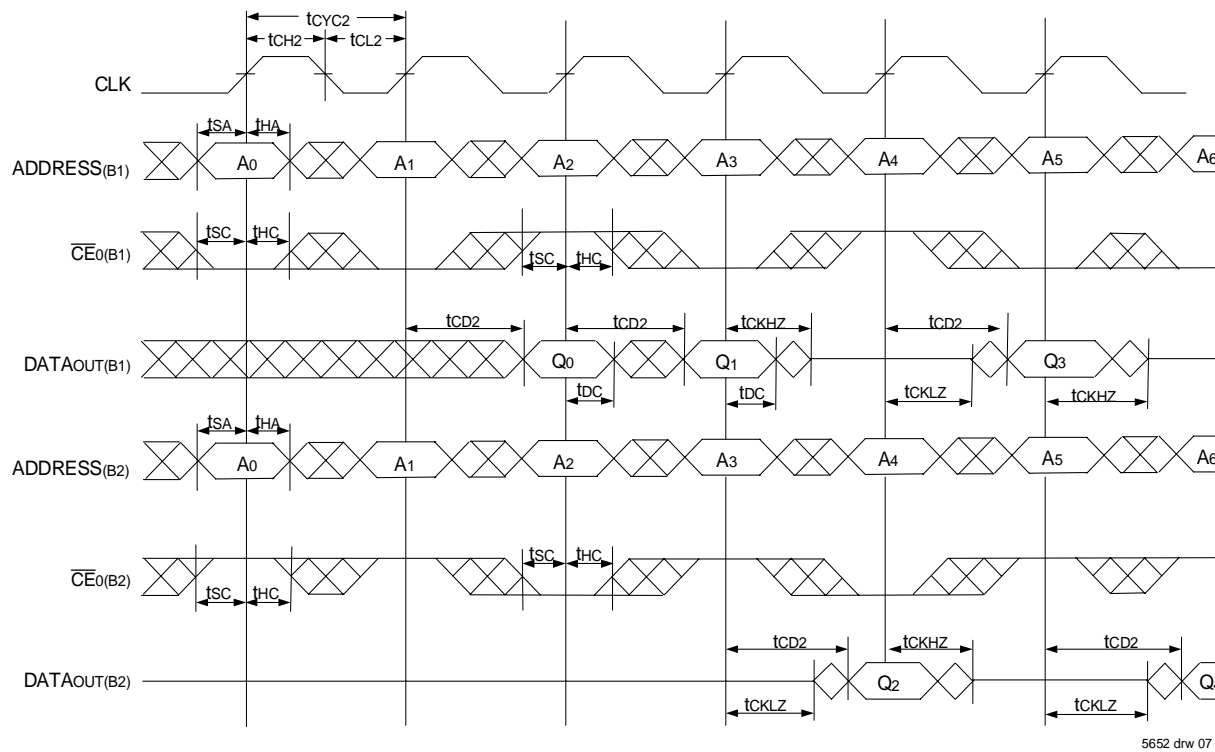 tCYC2
tCH2 tCL2
CLK
tSA tHA
ADDRESS(B1) A0 A1 A2 A3 A4 A5 A6
tSC tHC
CE0(B1)
tSC tHC
tCD2 tCD2 tCKHZ tCD2
DATAOUT(B1) Q0 Q1 Q3
tDC tDC tCKLZ tCKHZ
tSA tHA
ADDRESS(B2) A0 A1 A2 A3 A4 A5 A6
tSC tHC
CE0(B2)
tSC tHC
tCD2 tCKHZ tCD2
DATAOUT(B2) Q2
tCKLZ tCKLZ
5652 drw 07